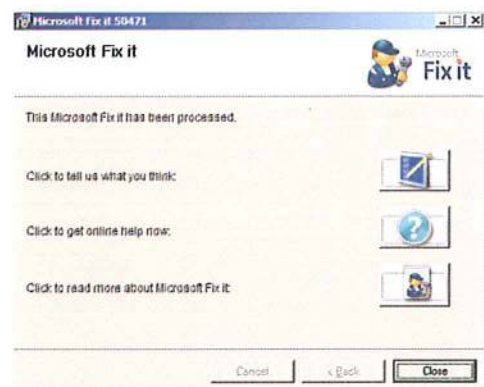 Microsoft Fix it 50471
Microsoft Fix it
Microsoft
Fix it
This Microsoft Fix it has been processed.
Click to tell us what you think:
Click to get online help now:
Click to read more about Microsoft Fix it:
Cancel
< Back
Close